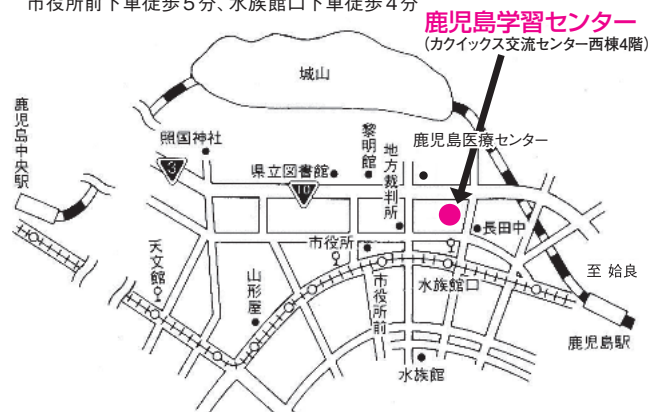 市役所前下車徒歩5分、水族館口下車徒歩4分
鹿児島学習センター
(カクイックス交流センター西棟4階)
城山
鹿児島中央駅
照国神社
3
県立図書館
10
黎明館
地方裁判所
鹿児島医療センター
長田中
天文館
山形屋
市役所
市役所前
水族館口
至 姶良
鹿児島駅
水族館